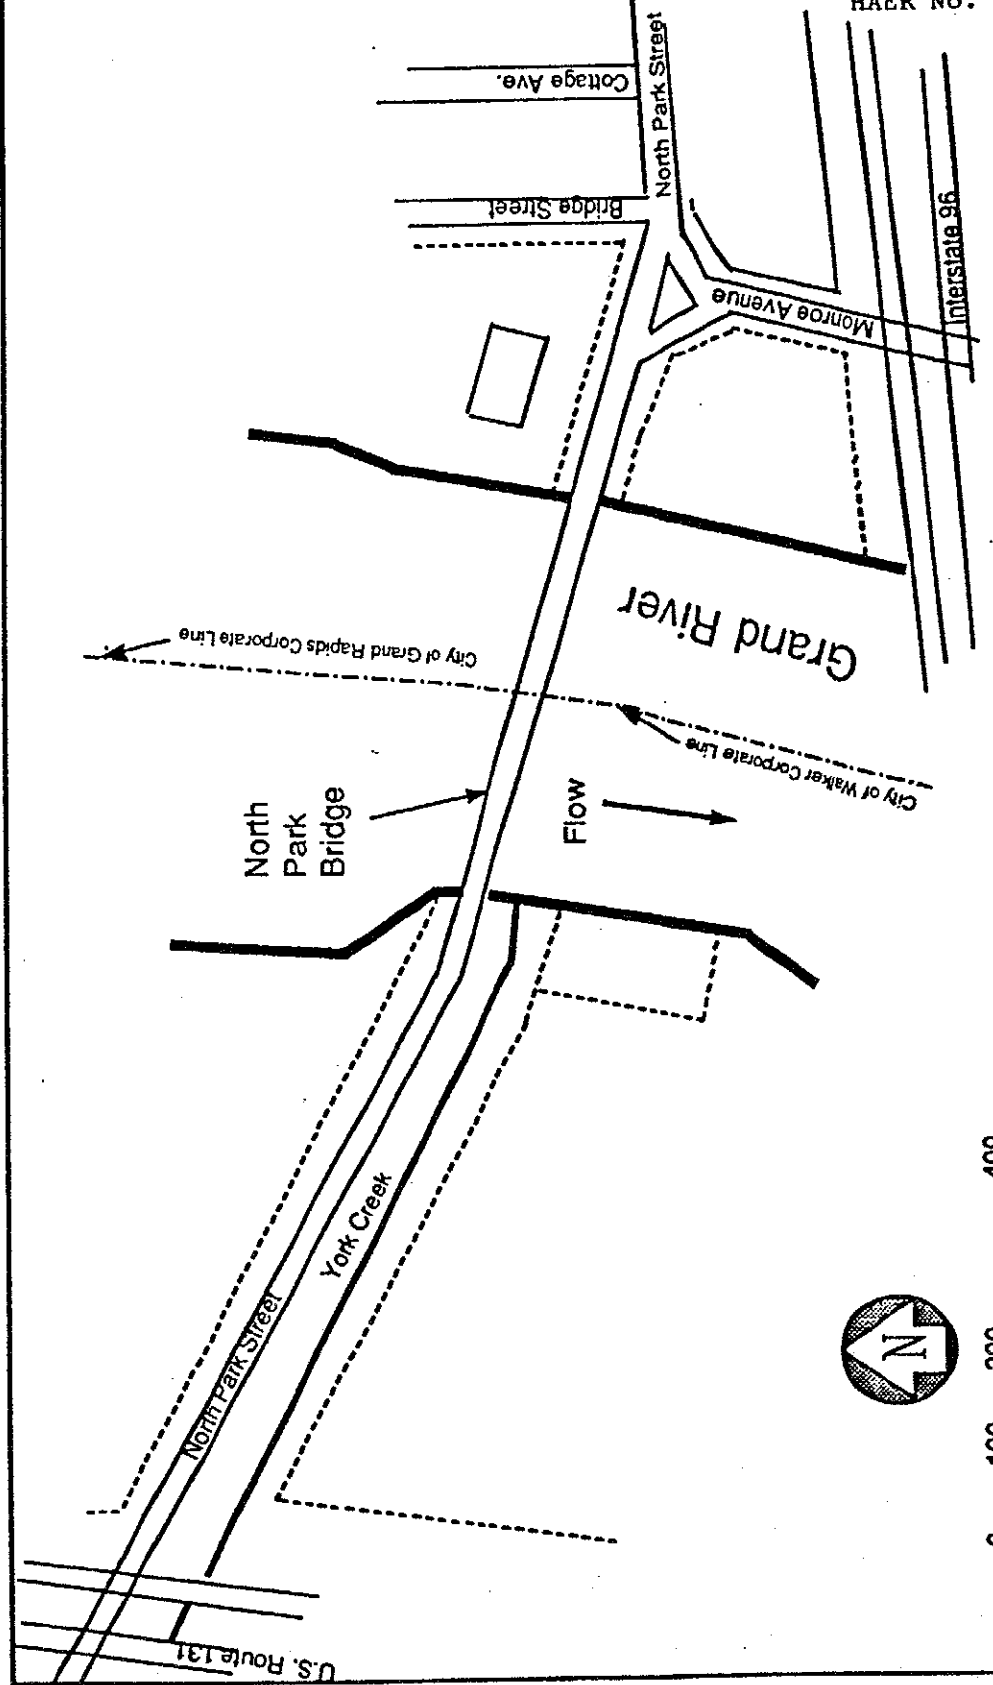 HAER NO.
North Park Street
Cottage Ave.
Bridge Street
Monroe Avenue
Interstate 96
Grand River
City of Grand Rapids Corporate Line
City of Walker Corporate Line
North
Park
Bridge
Flow
York Creek
North Park Street
U.S. Route 131
N
0 100 200 400